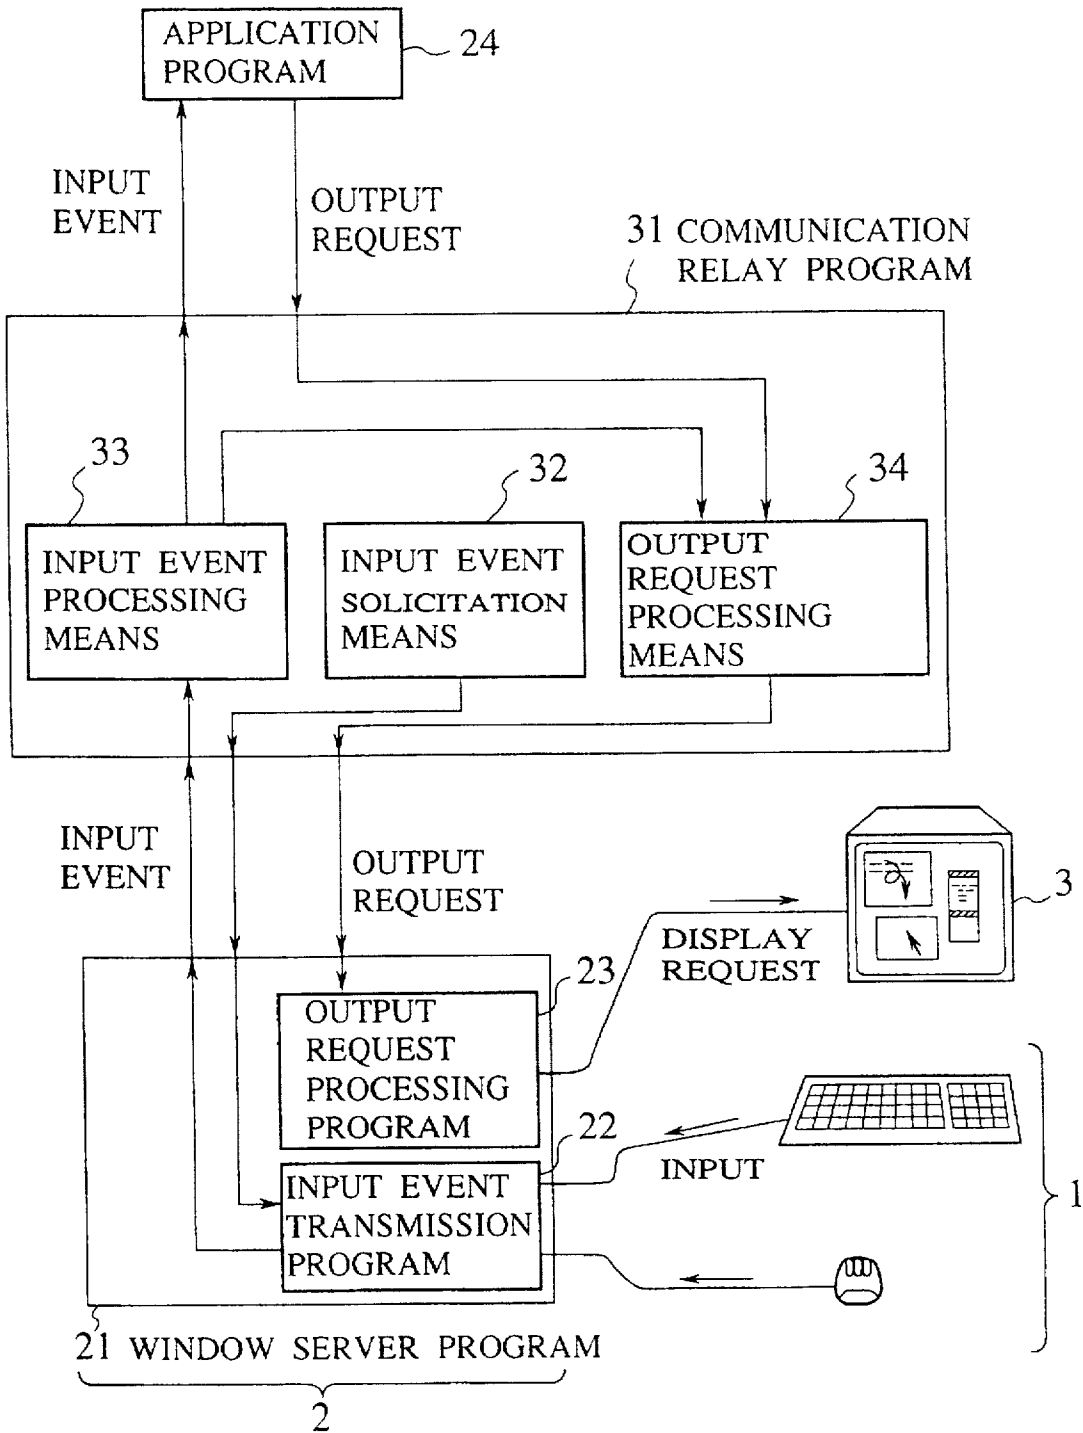 APPLICATION
PROGRAM
24
INPUT
EVENT
OUTPUT
REQUEST
31 COMMUNICATION
RELAY PROGRAM
33
32
34
INPUT EVENT
PROCESSING
MEANS
INPUT EVENT
SOLICITATION
MEANS
OUTPUT
REQUEST
PROCESSING
MEANS
INPUT
EVENT
OUTPUT
REQUEST
3
DISPLAY
REQUEST
23
OUTPUT
REQUEST
PROCESSING
PROGRAM
22
INPUT
INPUT EVENT
TRANSMISSION
PROGRAM
1
21 WINDOW SERVER PROGRAM
2